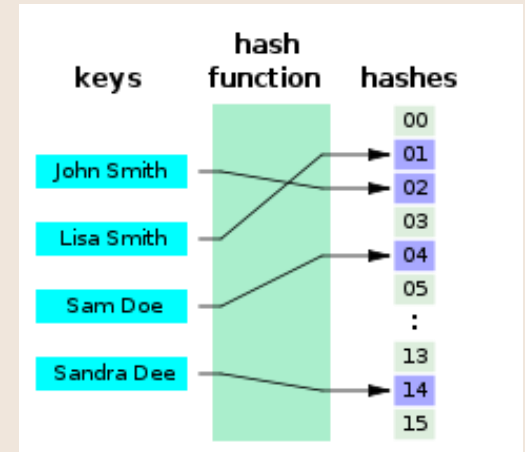 hash
keys function hashes
00
John Smith 01
02
Lisa Smith 03
04
Sam Doe 05
:
13
Sandra Dee 14
15